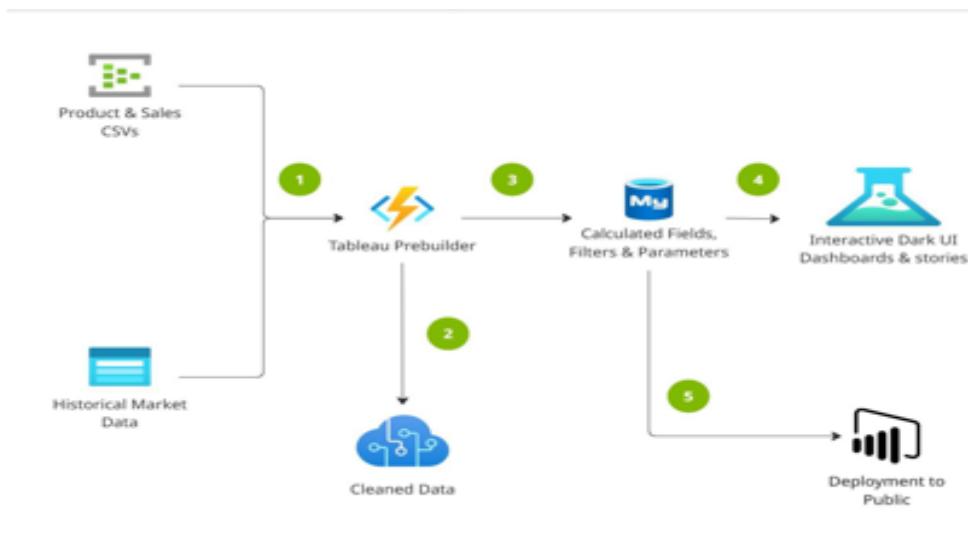 Product & Sales
CSVs
1
3
4
My
Tableau Prebuilder
Calculated Fields,
Filters & Parameters
Interactive Dark UI
Dashboards & stories
2
Historical Market
Data
5
Cleaned Data
Deployment to
Public